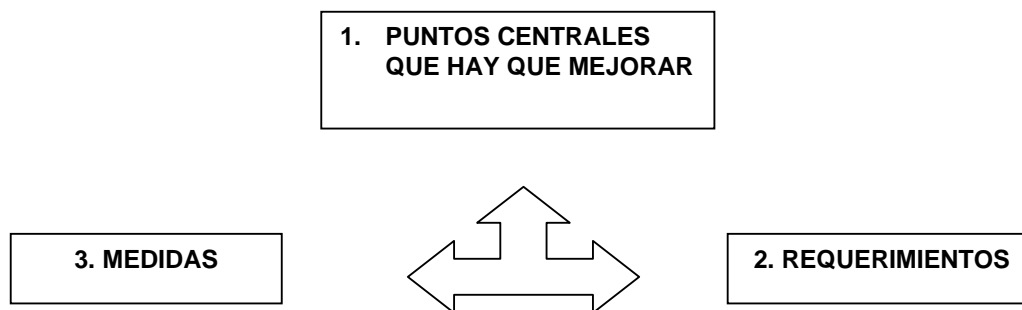 1. PUNTOS CENTRALES
QUE HAY QUE MEJORAR
3. MEDIDAS
2. REQUERIMIENTOS